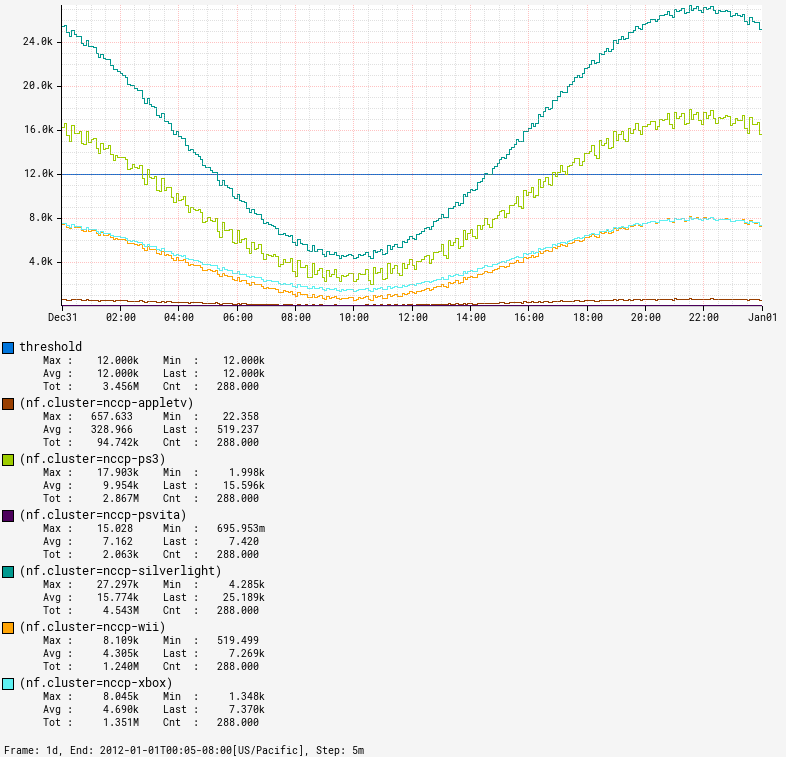 24.0k
20.0k
16.0k
12.0k
8.0k
4.0k
Dec31 02:00 04:00 06:00 08:00 10:00 12:00 14:00 16:00 18:00 20:00 22:00 Jan01
threshold
Max : 12.000k Min : 12.000k
Avg : 12.000k Last : 12.000k
Tot : 3.456M Cnt : 288.000
(nf.cluster=nccp-appletv)
Max : 657.633 Min : 22.358
Avg : 328.966 Last : 519.237
Tot : 94.742k Cnt : 288.000
(nf.cluster=nccp-ps3)
Max : 17.903k Min : 1.998k
Avg : 9.954k Last : 15.596k
Tot : 2.867M Cnt : 288.000
(nf.cluster=nccp-psvita)
Max : 15.028 Min : 695.953m
Avg : 7.162 Last : 7.420
Tot : 2.063k Cnt : 288.000
(nf.cluster=nccp-silverlight)
Max : 27.297k Min : 4.285k
Avg : 15.774k Last : 25.189k
Tot : 4.543M Cnt : 288.000
(nf.cluster=nccp-wii)
Max : 8.109k Min : 519.499
Avg : 4.305k Last : 7.269k
Tot : 1.240M Cnt : 288.000
(nf.cluster=nccp-xbox)
Max : 8.045k Min : 1.348k
Avg : 4.690k Last : 7.370k
Tot : 1.351M Cnt : 288.000
Frame: 1d, End: 2012-01-01T00:05-08:00[US/Pacific], Step: 5m